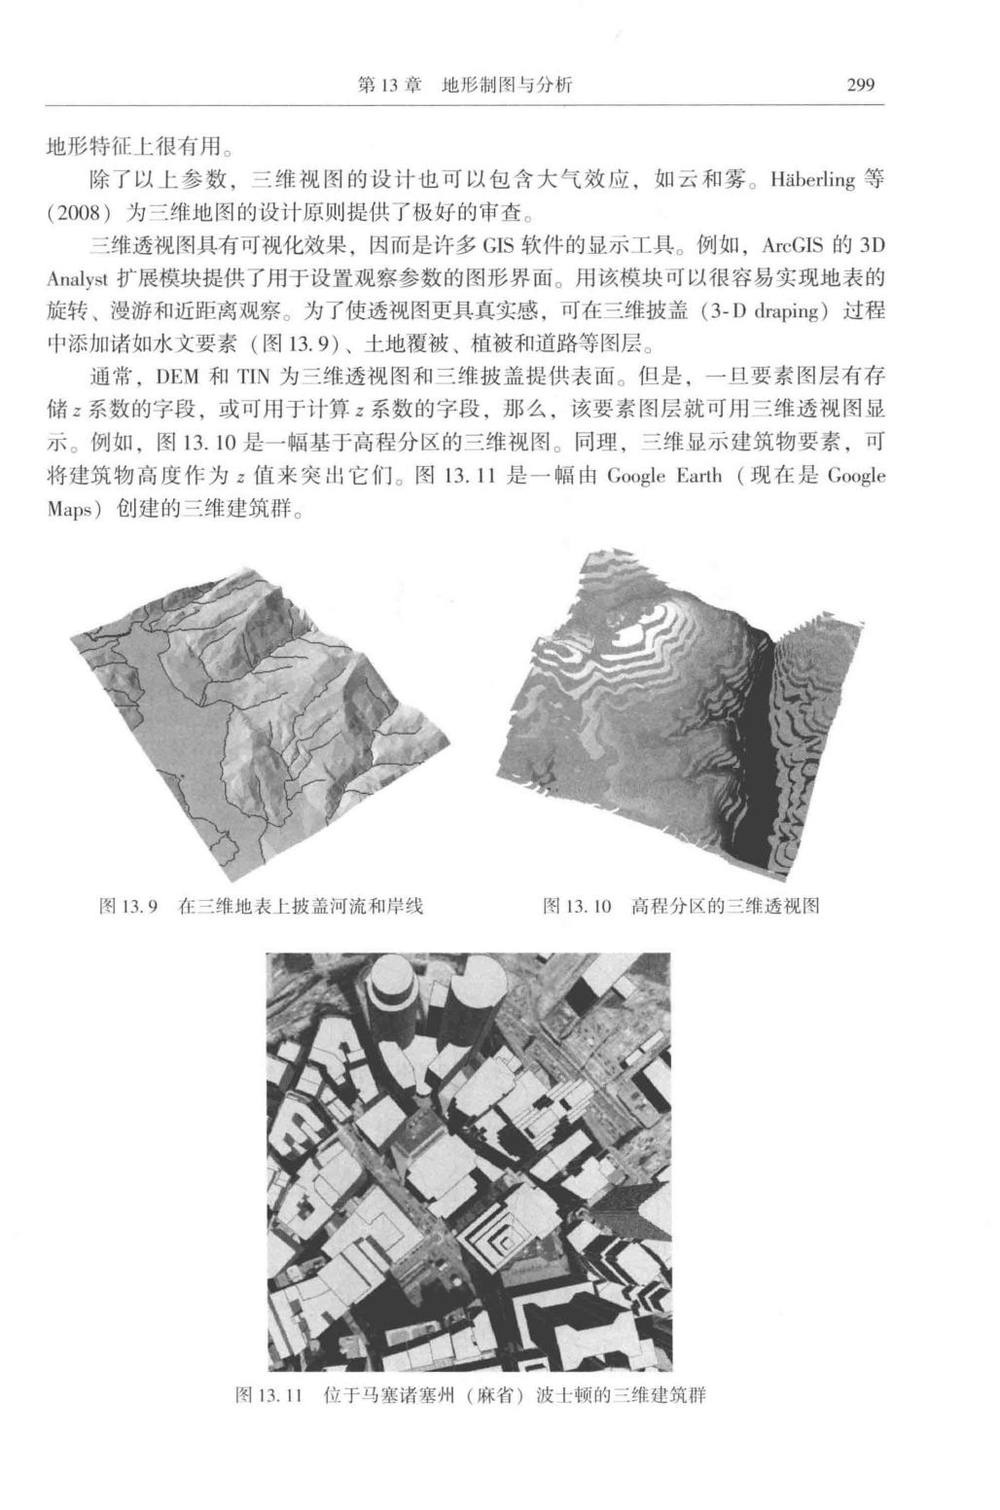 第 13 章　地形制图与分析　299
地形特征上很有用。
除了以上参数，三维视图的设计也可以包含大气效应，如云和雾。Häberling 等
(2008) 为三维地图的设计原则提供了极好的审查。
三维透视图具有可视化效果，因而是许多 GIS 软件的显示工具。例如，ArcGIS 的 3D
Analyst 扩展模块提供了用于设置观察参数的图形界面。用该模块可以很容易实现地表的
旋转、漫游和近距离观察。为了使透视图更具真实感，可在三维披盖 (3-D draping) 过程
中添加诸如水文要素 (图 13.9)、土地覆被、植被和道路等图层。
通常，DEM 和 TIN 为三维透视图和三维披盖提供表面。但是，一旦要素图层有存
储 z 系数的字段，或可用于计算 z 系数的字段，那么，该要素图层就可用三维透视图显
示。例如，图 13.10 是一幅基于高程分区的三维视图。同理，三维显示建筑物要素，可
将建筑物高度作为 z 值来突出它们。图 13.11 是一幅由 Google Earth (现在是 Google
Maps) 创建的三维建筑群。
图 13.9　在三维地表上披盖河流和岸线
图 13.10　高程分区的三维透视图
图 13.11　位于马塞诸塞州 (麻省) 波士顿的三维建筑群